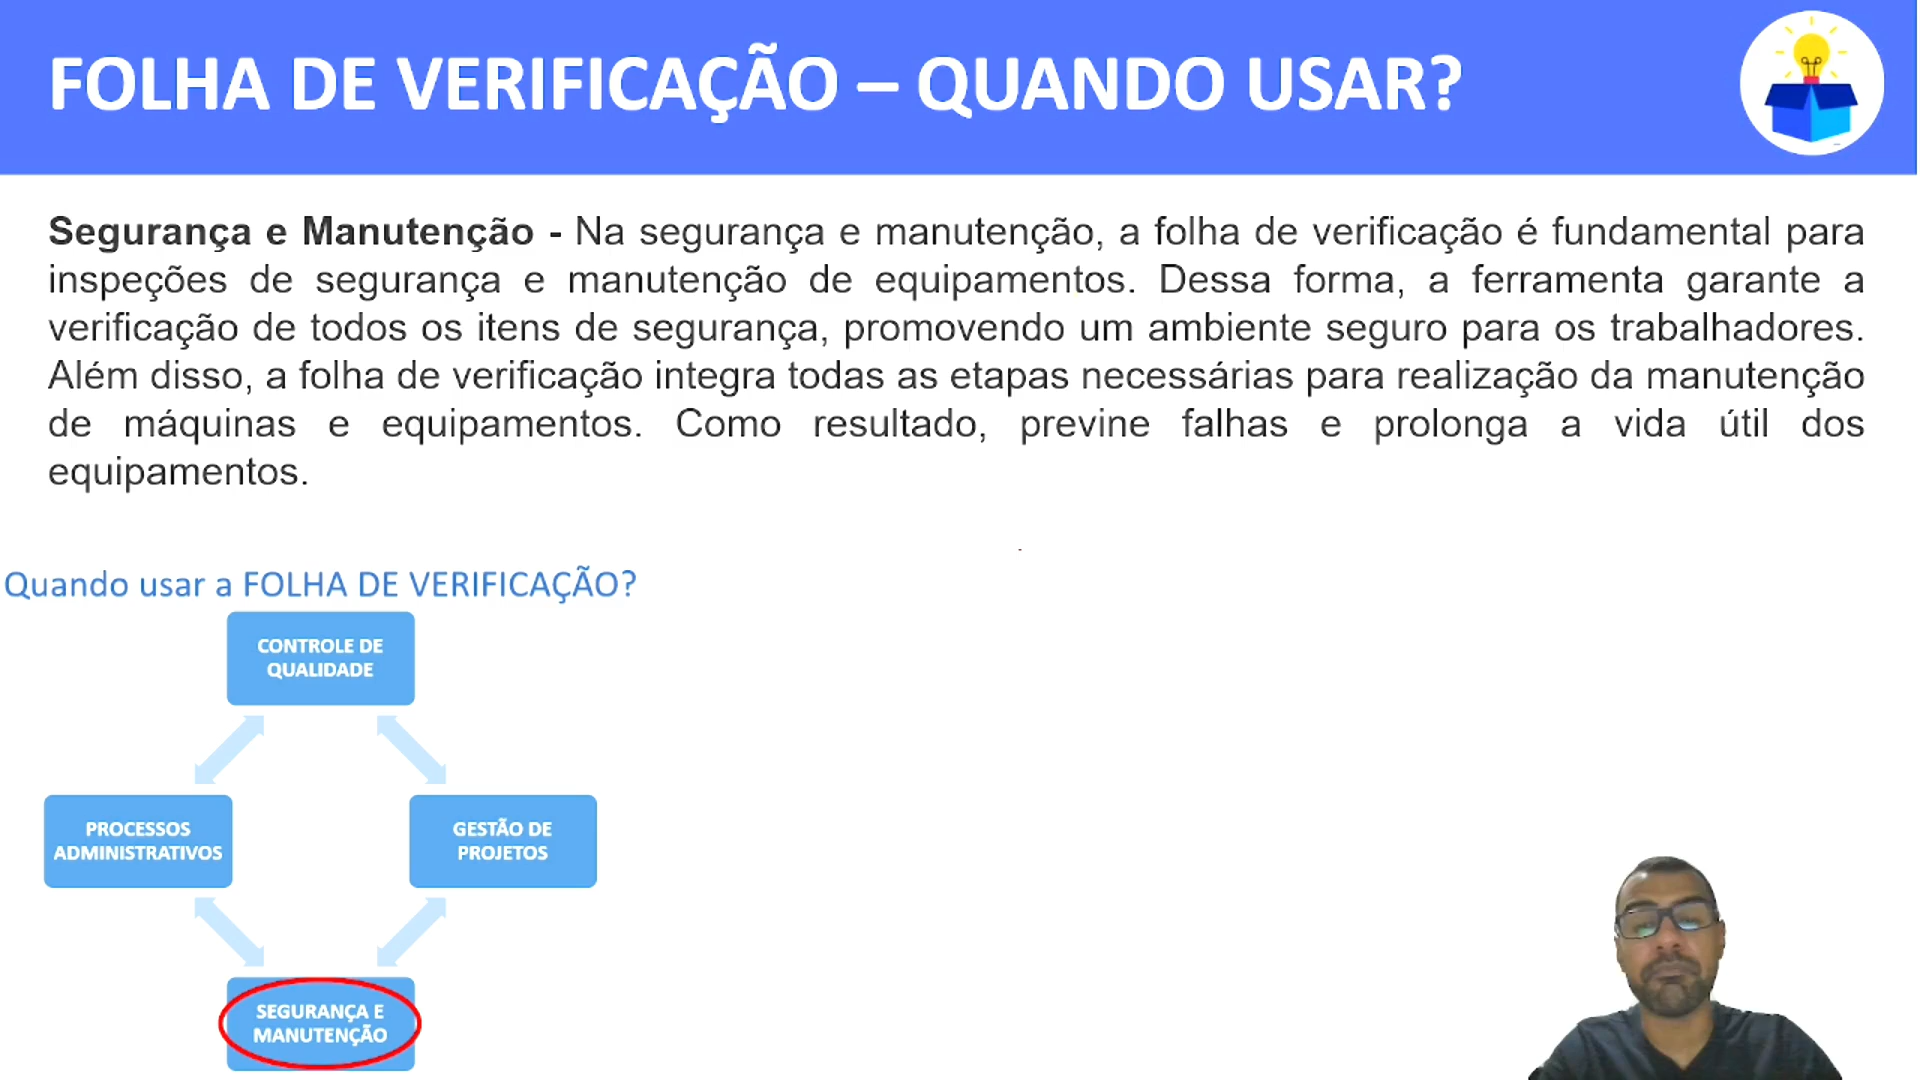 FOLHA DE VERIFICAÇÃO – QUANDO USAR?
Segurança e Manutenção - Na segurança e manutenção, a folha de verificação é fundamental para
inspeções de segurança e manutenção de equipamentos. Dessa forma, a ferramenta garante a
verificação de todos os itens de segurança, promovendo um ambiente seguro para os trabalhadores.
Além disso, a folha de verificação integra todas as etapas necessárias para realização da manutenção
de máquinas e equipamentos. Como resultado, previne falhas e prolonga a vida útil dos
equipamentos.
Quando usar a FOLHA DE VERIFICAÇÃO?
CONTROLE DE
QUALIDADE
PROCESSOS
ADMINISTRATIVOS
GESTÃO DE
PROJETOS
SEGURANÇA E
MANUTENÇÃO